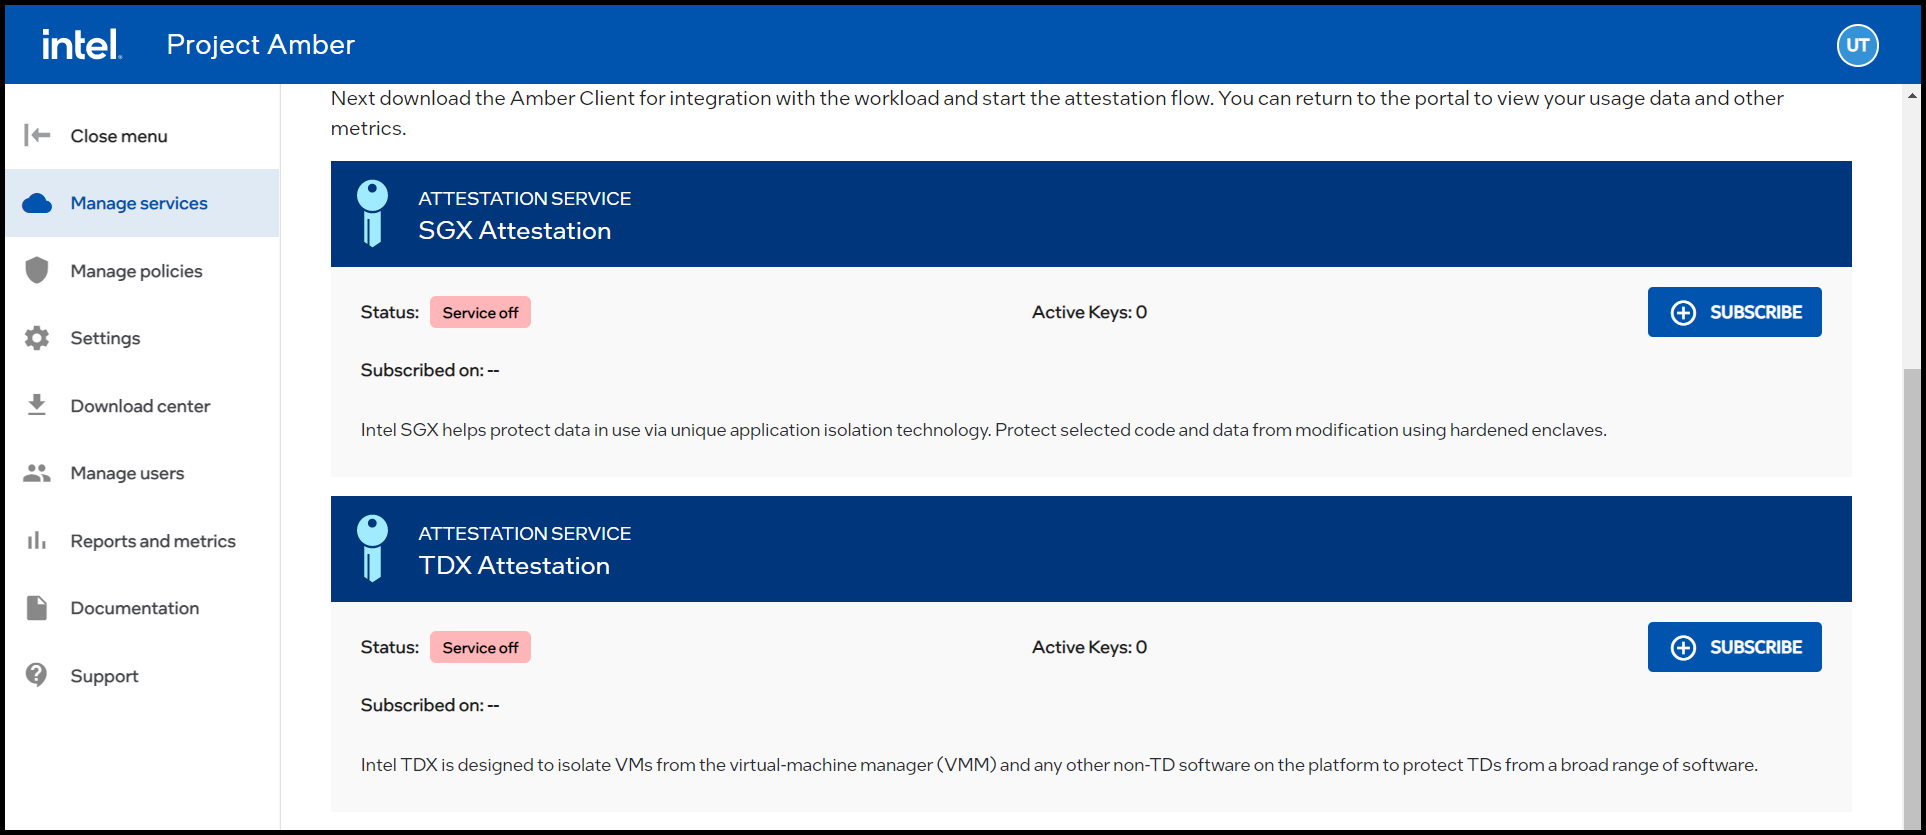 intel. Project Amber UT
Next download the Amber Client for integration with the workload and start the attestation flow. You can return to the portal to view your usage data and other
metrics.
Close menu
Manage services
Manage policies
Settings
Download center
Manage users
Reports and metrics
Documentation
Support
ATTESTATION SERVICE
SGX Attestation
Status: Service off Active Keys: 0 SUBSCRIBE
Subscribed on: --
Intel SGX helps protect data in use via unique application isolation technology. Protect selected code and data from modification using hardened enclaves.
ATTESTATION SERVICE
TDX Attestation
Status: Service off Active Keys: 0 SUBSCRIBE
Subscribed on: --
Intel TDX is designed to isolate VMs from the virtual-machine manager (VMM) and any other non-TD software on the platform to protect TDs from a broad range of software.